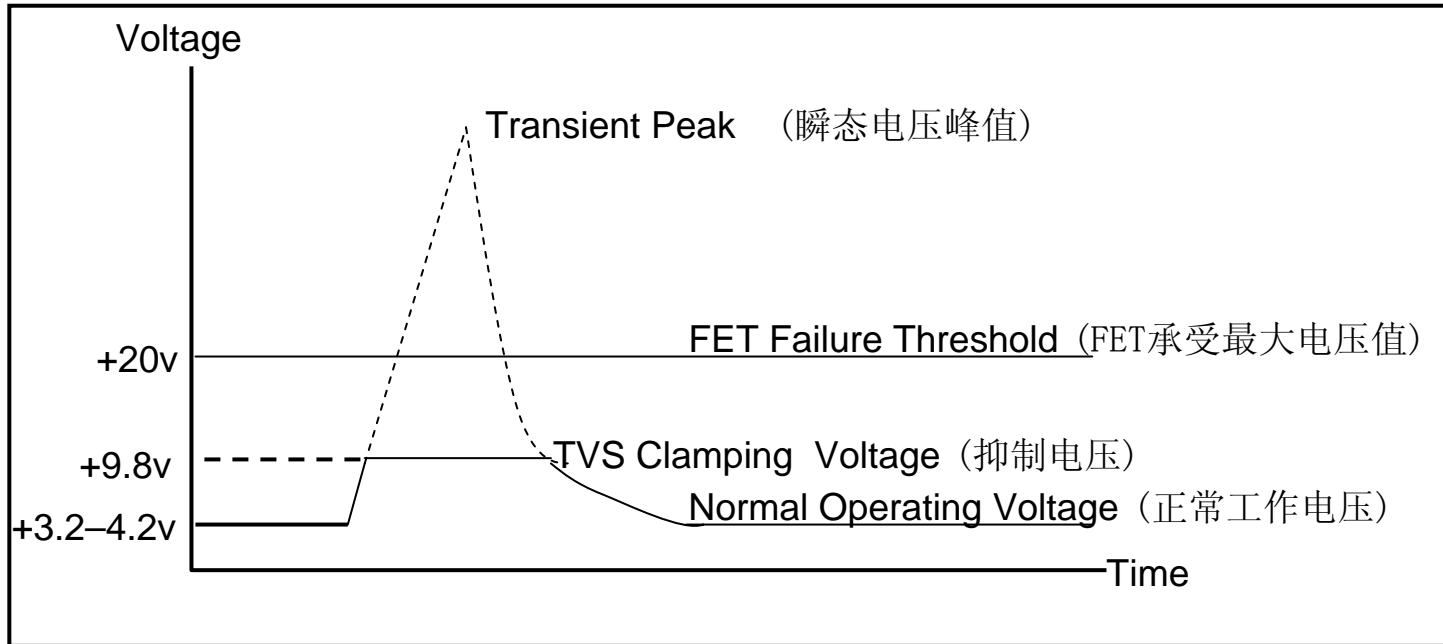 Voltage
Transient Peak （瞬态电压峰值）
FET Failure Threshold（FET承受最大电压值）
+20v
TVS Clamping Voltage（抑制电压）
+9.8v
Normal Operating Voltage（正常工作电压）
+3.2–4.2v
Time